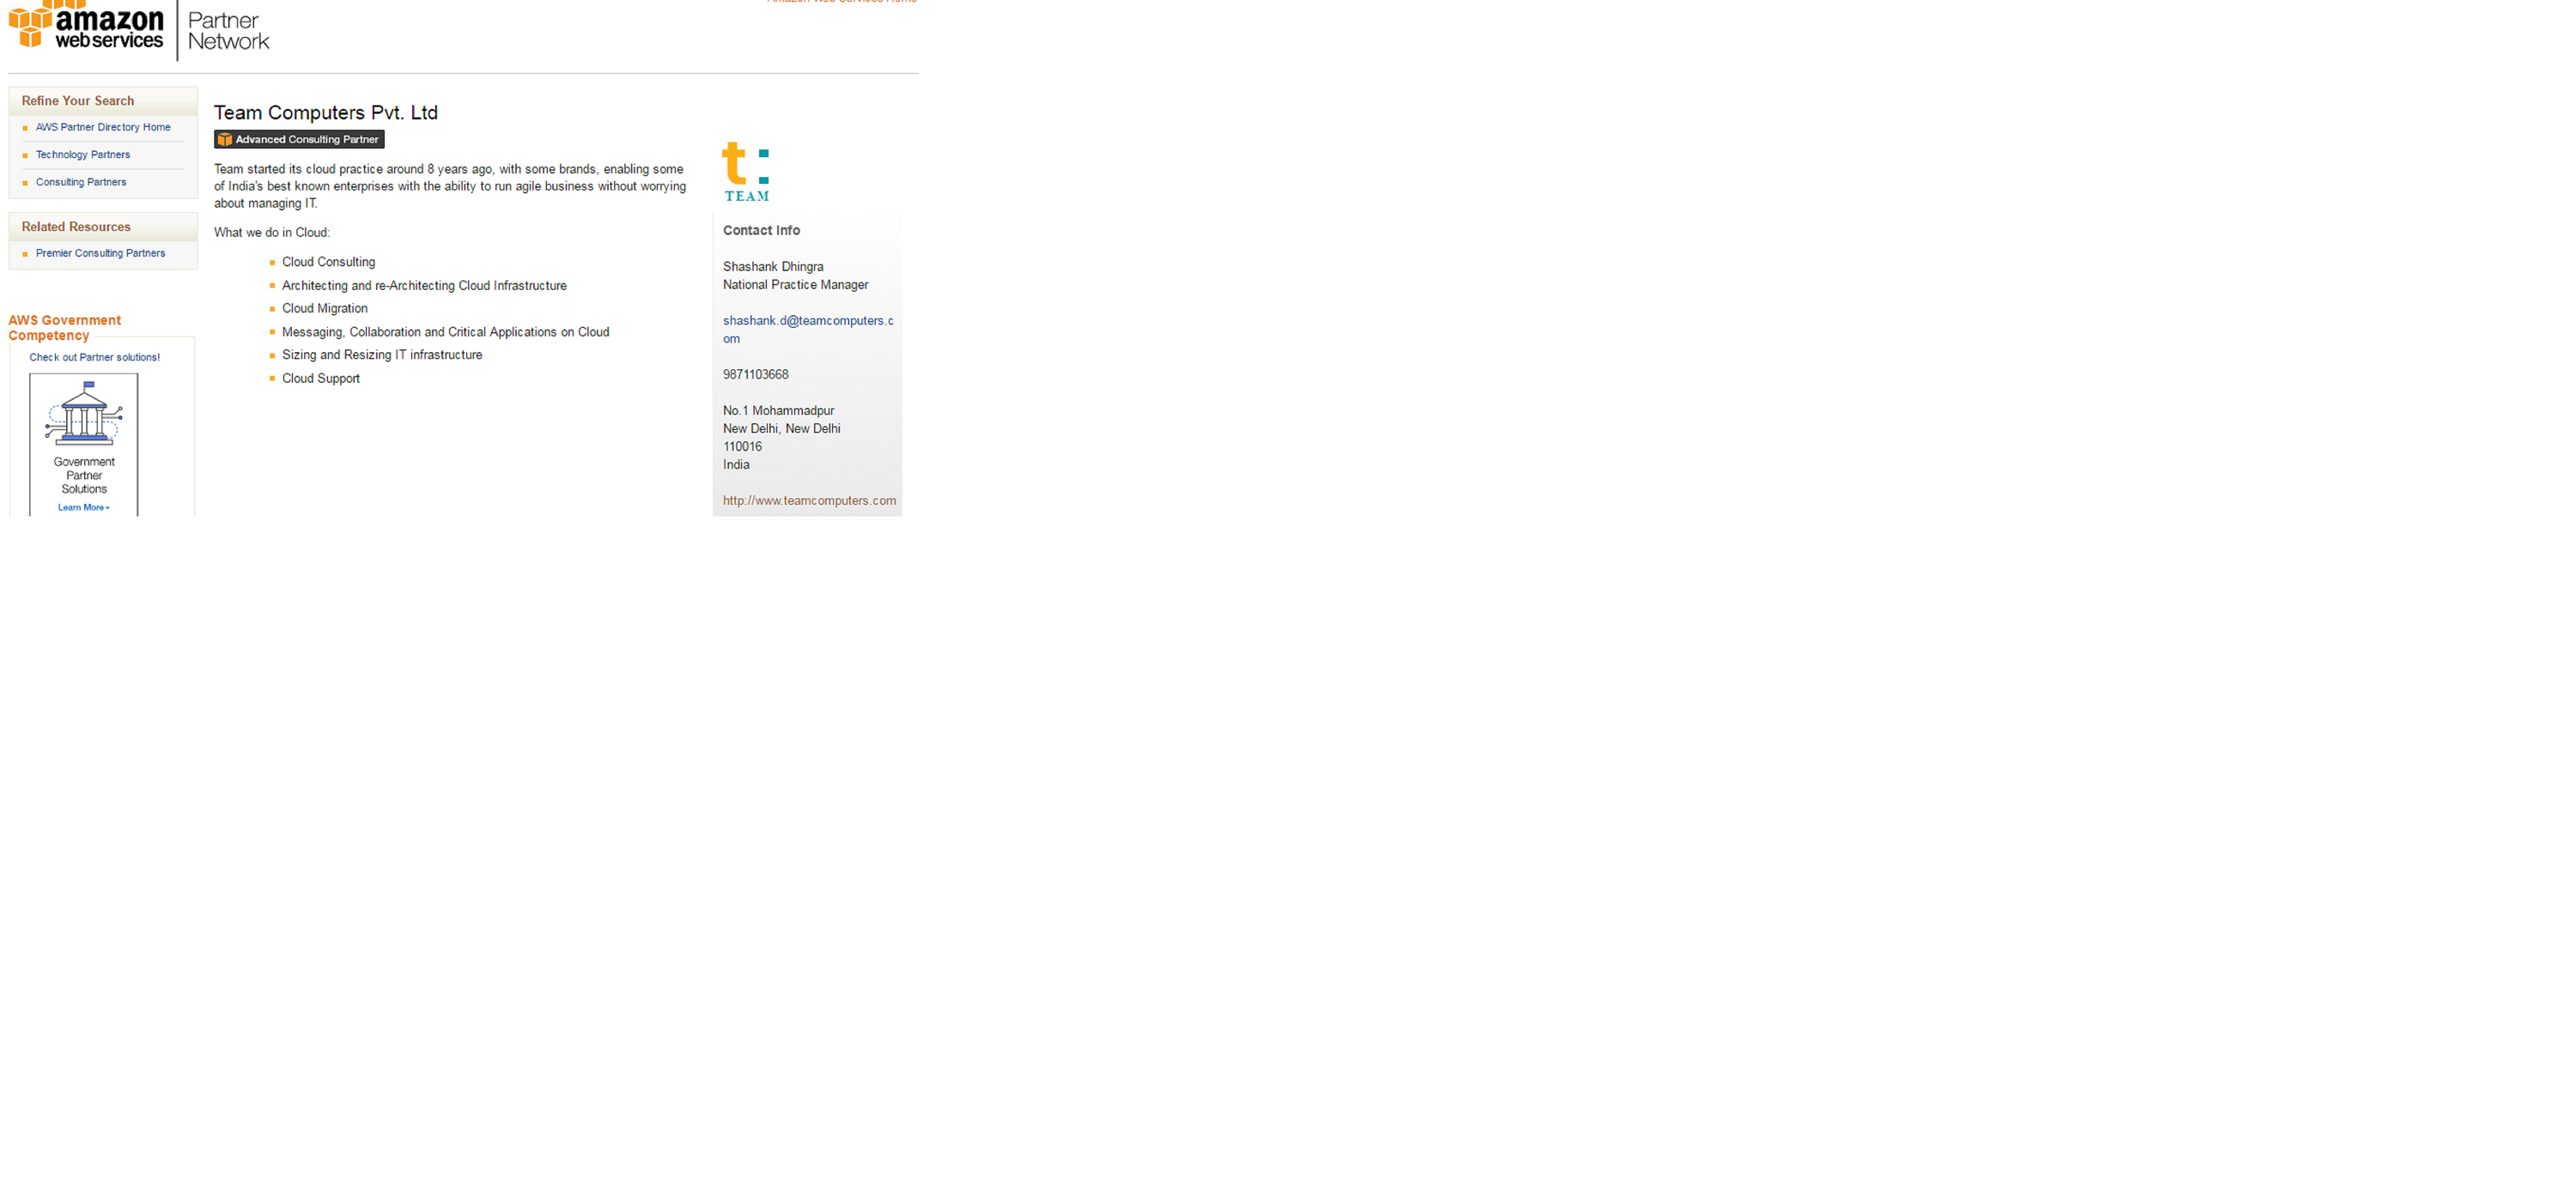 Amazon Web Services Home
amazon
webservices
Partner
Network
Refine Your Search
AWS Partner Directory Home
Technology Partners
Consulting Partners
Related Resources
Premier Consulting Partners
AWS Government
Competency
Check out Partner solutions!
Government
Partner
Solutions
Learn More »
Team Computers Pvt. Ltd
Advanced Consulting Partner
Team started its cloud practice around 8 years ago, with some brands, enabling some
of India's best known enterprises with the ability to run agile business without worrying
about managing IT.
What we do in Cloud:
Cloud Consulting
Architecting and re-Architecting Cloud Infrastructure
Cloud Migration
Messaging, Collaboration and Critical Applications on Cloud
Sizing and Resizing IT infrastructure
Cloud Support
t:
TEAM
Contact Info
Shashank Dhingra
National Practice Manager
shashank.d@teamcomputers.c
om
9871103668
No.1 Mohammadpur
New Delhi, New Delhi
110016
India
http://www.teamcomputers.com